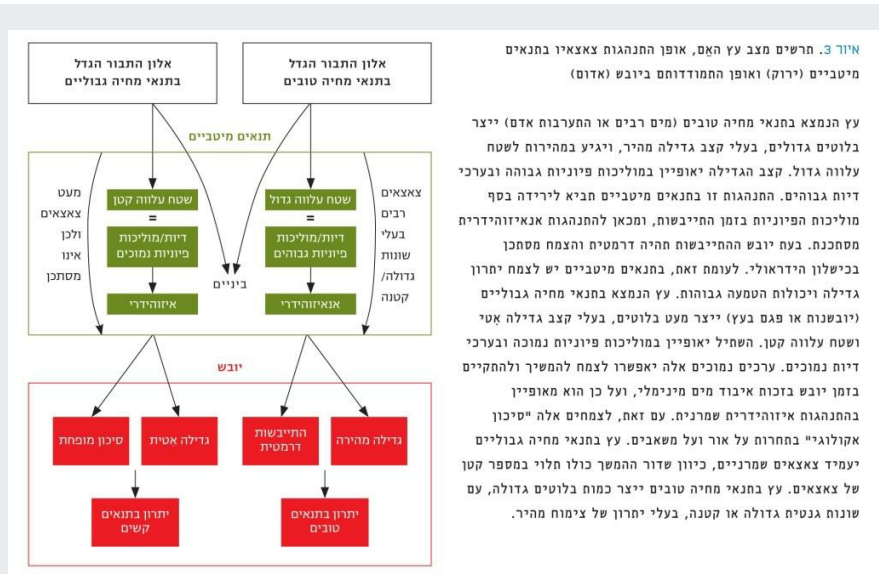 איור 3. תרשים מצב עץ האֵם, אופן התנהגות צאצאיו בתנאים
מיטביים (ירוק) ואופן התמודדותם ביובש (אדום)
עץ הנמצא בתנאי מחיה טובים (מים רבים או התערבות אדם) ייצר
בלוטים גדולים, בעלי קצב גדילה מהיר, ויגיע במהירות לשטח
עלווה גדול. קצב הגדילה יאופיין במוליכות פיוניות גבוהה ובערכי
דיות גבוהים. התנהגות זו בתנאים מיטביים תביא לירידה בסף
מוליכות הפיוניות בזמן התייבשות, ומכאן להתנהגות אנאיזוהידרית
מסתכנת. בעת יובש ההתייבשות תהיה דרמטית והצמח מסתכן
בכישלון הידראולי. לעומת זאת, בתנאים מיטביים יש לצמח יתרון
גדילה ויכולות הטמעה גבוהות. עץ הנמצא בתנאי מחיה גבוליים
(יובשנות או פגם בעץ) ייצר מעט בלוטים, בעלי קצב גדילה אִטי
ושטח עלווה קטן. השתיל יאופיין במוליכות פיוניות נמוכה ובערכי
דיות נמוכים. ערכים נמוכים אלה יאפשרו לצמח להמשיך ולהתקיים
בזמן יובש בזכות איבוד מים מינימלי, ועל כן הוא מאופיין
בהתנהגות איזוהידרית שמרנית. עם זאת, לצמחים אלה "סיכון
אקולוגי" בתחרות על אור ועל משאבים. עץ בתנאי מחיה גבוליים
יעמיד צאצאים שמרניים, כיוון שדור ההמשך כולו תלוי במספר קטן
של צאצאים. עץ בתנאי מחיה טובים ייצר כמות בלוטים גדולה, עם
שונות גנטית גדולה או קטנה, בעלי יתרון של צימוח מהיר.
אלון התבור הגדל
בתנאי מחיה טובים
אלון התבור הגדל
בתנאי מחיה גבוליים
תנאים מיטביים
צאצאים
רבים
בעלי
שונות
גדולה/
קטנה
שטח עלווה גדול
=
דיות/מוליכות
פיוניות גבוהים
אנאיזוהידרי
ביניים
שטח עלווה קטן
=
דיות/מוליכות
פיוניות נמוכים
איזוהידרי
מעט
צאצאים
ולכן
אינו
מסתכן
יובש
גדילה מהירה
התייבשות
דרמטית
גדילה אִטית
סיכון מופחת
יתרון בתנאים
טובים
יתרון בתנאים
קשים